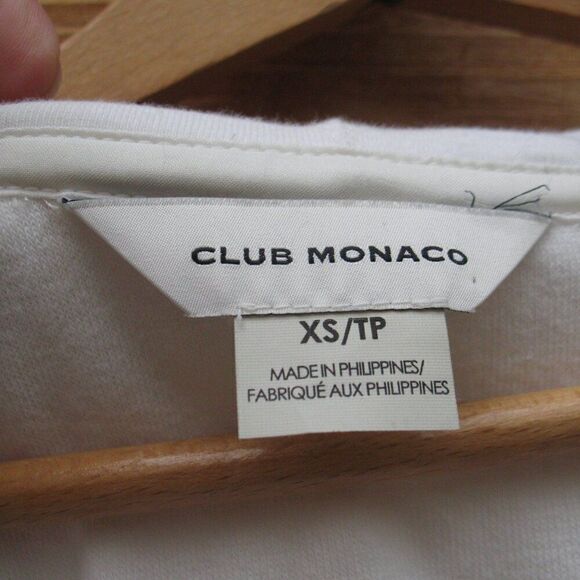 CLUB MONACO
XS/TP
MADE IN PHILIPPINES/
FABRIQUÉ AUX PHILIPPINES